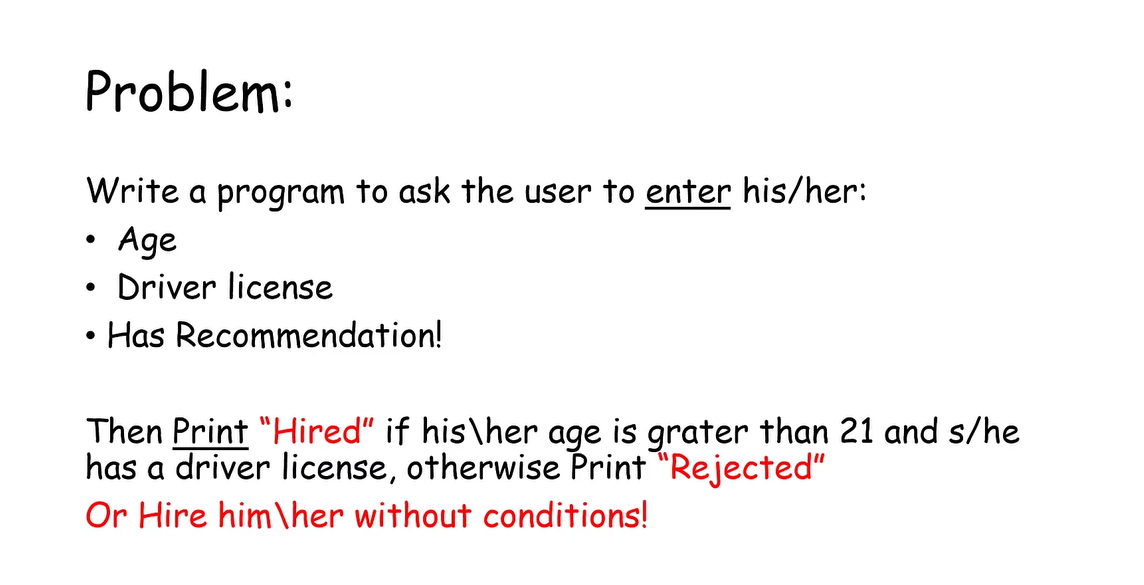 Problem:
Write a program to ask the user to enter his/her:
• Age
• Driver license
• Has Recommendation!
Then Print “Hired” if his\her age is grater than 21 and s/he
has a driver license, otherwise Print “Rejected”
Or Hire him\her without conditions!